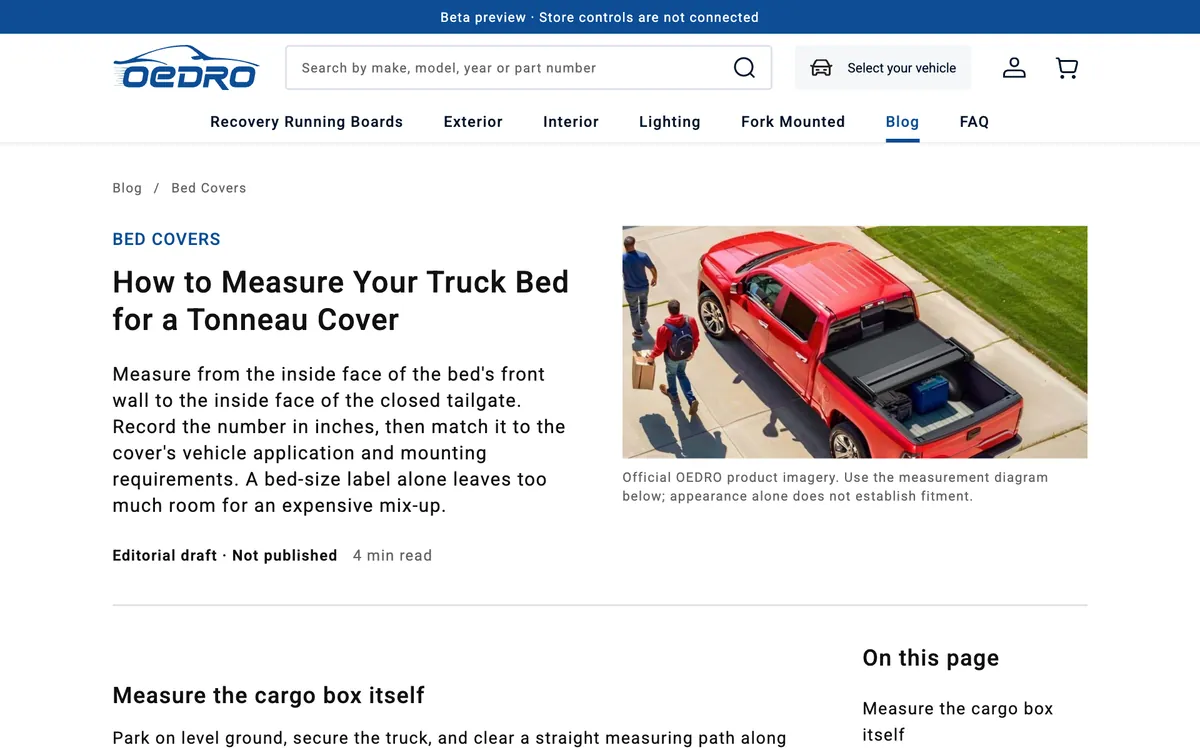 Beta preview · Store controls are not connected
OEDRO
Search by make, model, year or part number
Select your vehicle
Recovery Running Boards
Exterior
Interior
Lighting
Fork Mounted
Blog
FAQ
Blog / Bed Covers
BED COVERS
How to Measure Your Truck Bed
for a Tonneau Cover
Measure from the inside face of the bed's front
wall to the inside face of the closed tailgate.
Record the number in inches, then match it to the
cover's vehicle application and mounting
requirements. A bed-size label alone leaves too
much room for an expensive mix-up.
Editorial draft · Not published 4 min read
Official OEDRO product imagery. Use the measurement diagram
below; appearance alone does not establish fitment.
Measure the cargo box itself
Park on level ground, secure the truck, and clear a straight measuring path along
On this page
Measure the cargo box
itself